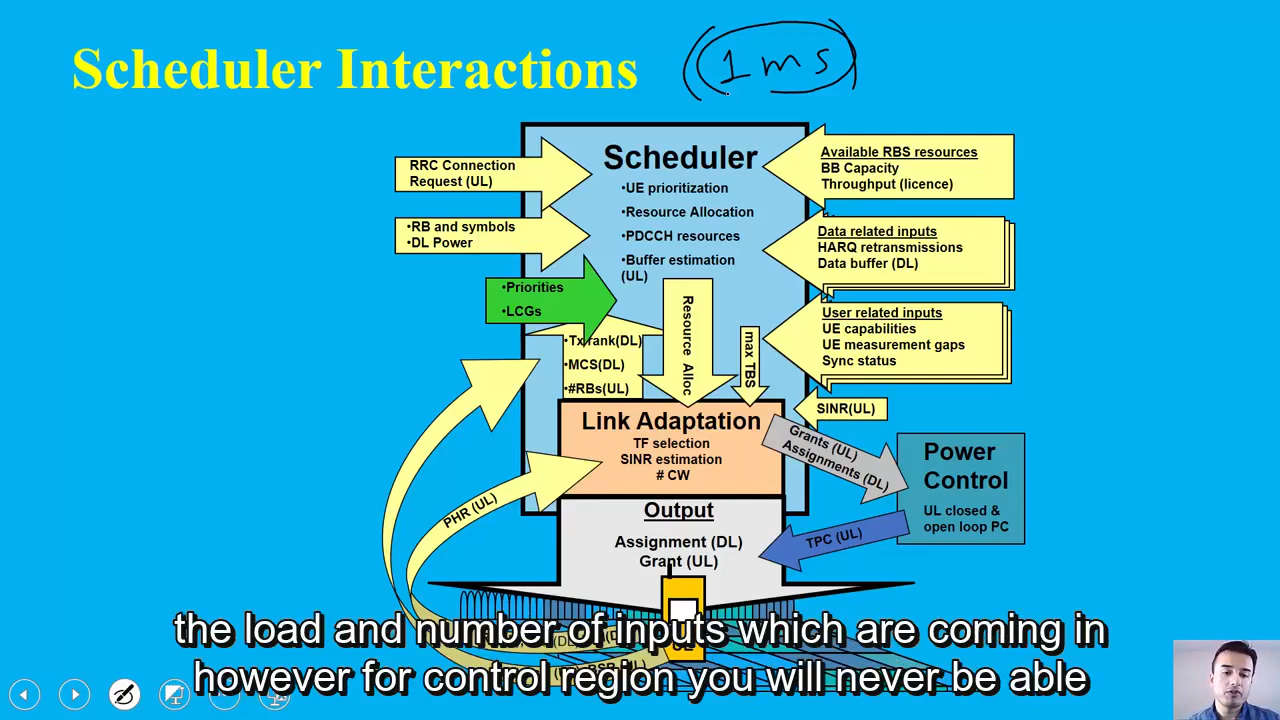 Scheduler Interactions
1ms
Scheduler
•UE prioritization
•Resource Allocation
•PDCCH resources
•Buffer estimation
(UL)
RRC Connection
Request (UL)
•RB and symbols
•DL Power
•Priorities
•LCGs
Available RBS resources
BB Capacity
Throughput (licence)
Data related inputs
HARQ retransmissions
Data buffer (DL)
User related inputs
UE capabilities
UE measurement gaps
Sync status
SINR(UL)
•Tx rank(DL)
•MCS(DL)
•#RBs(UL)
Resource Alloc
max TBS
Link Adaptation
TF selection
SINR estimation
# CW
Grants (UL)
Assignments (DL)
Power
Control
UL closed &
open loop PC
TPC (UL)
PHR (UL)
Output
Assignment (DL)
Grant (UL)
the load and number of inputs which are coming in
however for control region you will never be able